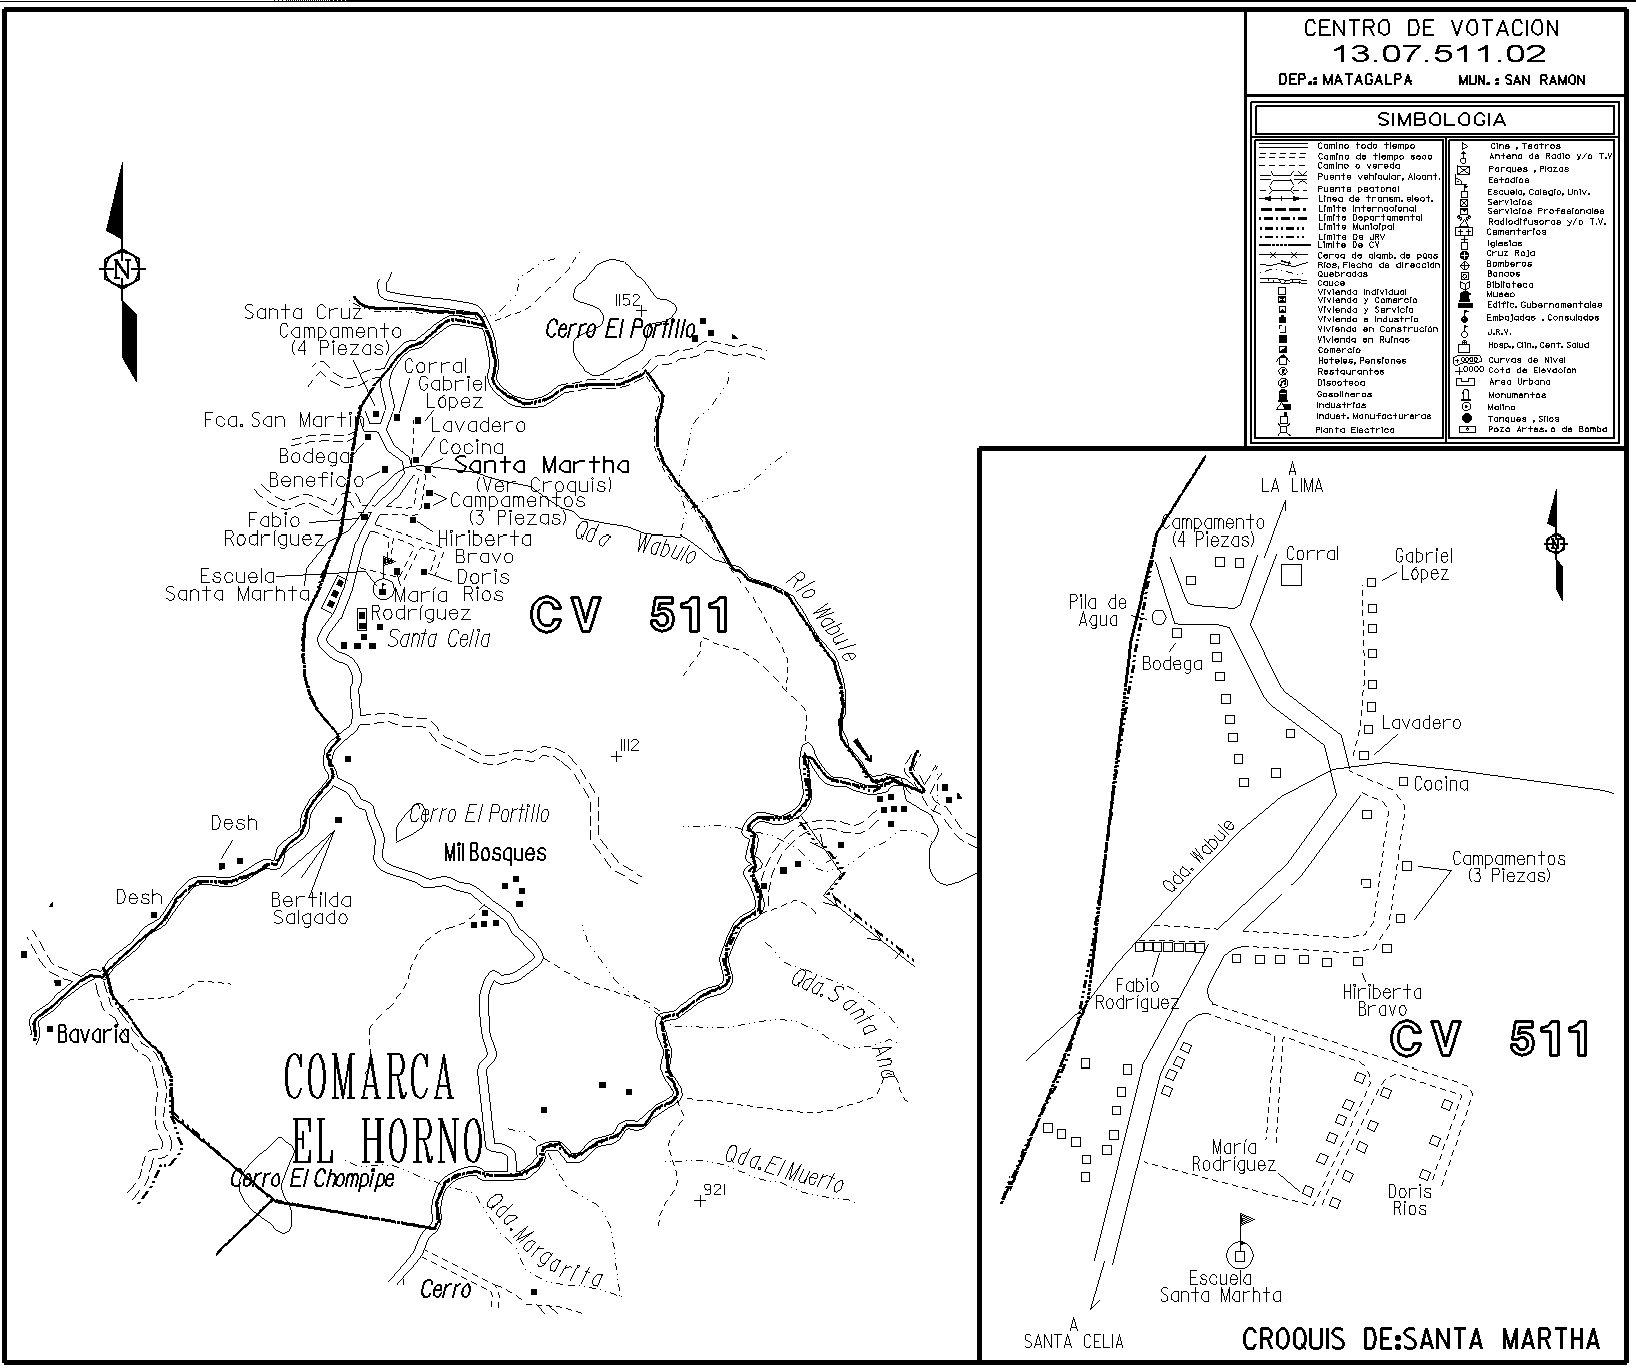 CENTRO DE VOTACION
13.07.511.02
DEP.: MATAGALPA MUN.: SAN RAMON
SIMBOLOGIA
Camino todo tiempo
Camino de tiempo seco
Camino o vereda
Puente vehicular, Alcant.
Puente peatonal
Linea de transm. elect.
Limite Internacional
Limite Departamental
Limite Municipal
Limite De JRV
Limite De CV
Cerca de alamb. de púas
Ríos, Flecha de dirección
Quebradas
Cauce
Vivienda Individual
Vivienda y Comercio
Vivienda y Servicio
Vivienda e Industria
Vivienda en Construción
Vivienda en Ruinas
Comercio
Hoteles, Pensiones
Restaurantes
Discoteca
Gasolineras
Industrias
Indust. Manufactureras
Planta Electrica
Cine , Teatros
Antena de Radio y/o T.V
Parques , Plazas
Estadios
Escuela, Colegio, Univ.
Servicios
Servicios Profesionales
Radiodifusoras y/o T.V.
Cementerios
Iglesias
Cruz Roja
Bomberos
Bancos
Biblioteca
Museo
Edific. Gubernamentales
Embajadas , Consulados
J.R.V.
Hosp., Clin., Cent. Salud
Curvas de Nivel
Cota de Elevacion
Area Urbana
Monumentos
Molino
Tanques , Silos
Pozo Artes. o de Bomba
N
Santa Cruz
Campamento
(4 Piezas)
1152
Cerro El Portillo
Corral
Gabriel
López
Fca. San Martin
Lavadero
Bodega
Cocina
Santa Martha
(Ver Croquis)
Beneficio
Campamentos
(3 Piezas)
Fabio
Rodríguez
Hiriberta
Bravo
Qda Wabulo
Escuela
Santa Marhta
Doris
Rios
María
Rodríguez
Santa Celia
CV 511
Río Wabule
1112
Cerro El Portillo
Mil Bosques
Desh
Desh
Bertilda
Salgado
Bavaria
Qda. Santa Ana
COMARCA
EL HORNO
Cerro El Chompipe
Qda. El Muerto
921
Qda. Margarita
Cerro
A
LA LIMA
Campamento
(4 Piezas)
Corral
Gabriel
López
N
Pila de
Agua
Bodega
Lavadero
Cocina
Qda. Wabule
Campamentos
(3 Piezas)
Fabio
Rodríguez
Hiriberta
Bravo
CV 511
María
Rodríguez
Doris
Rios
Escuela
Santa Marhta
A
SANTA CELIA
CROQUIS DE:SANTA MARTHA